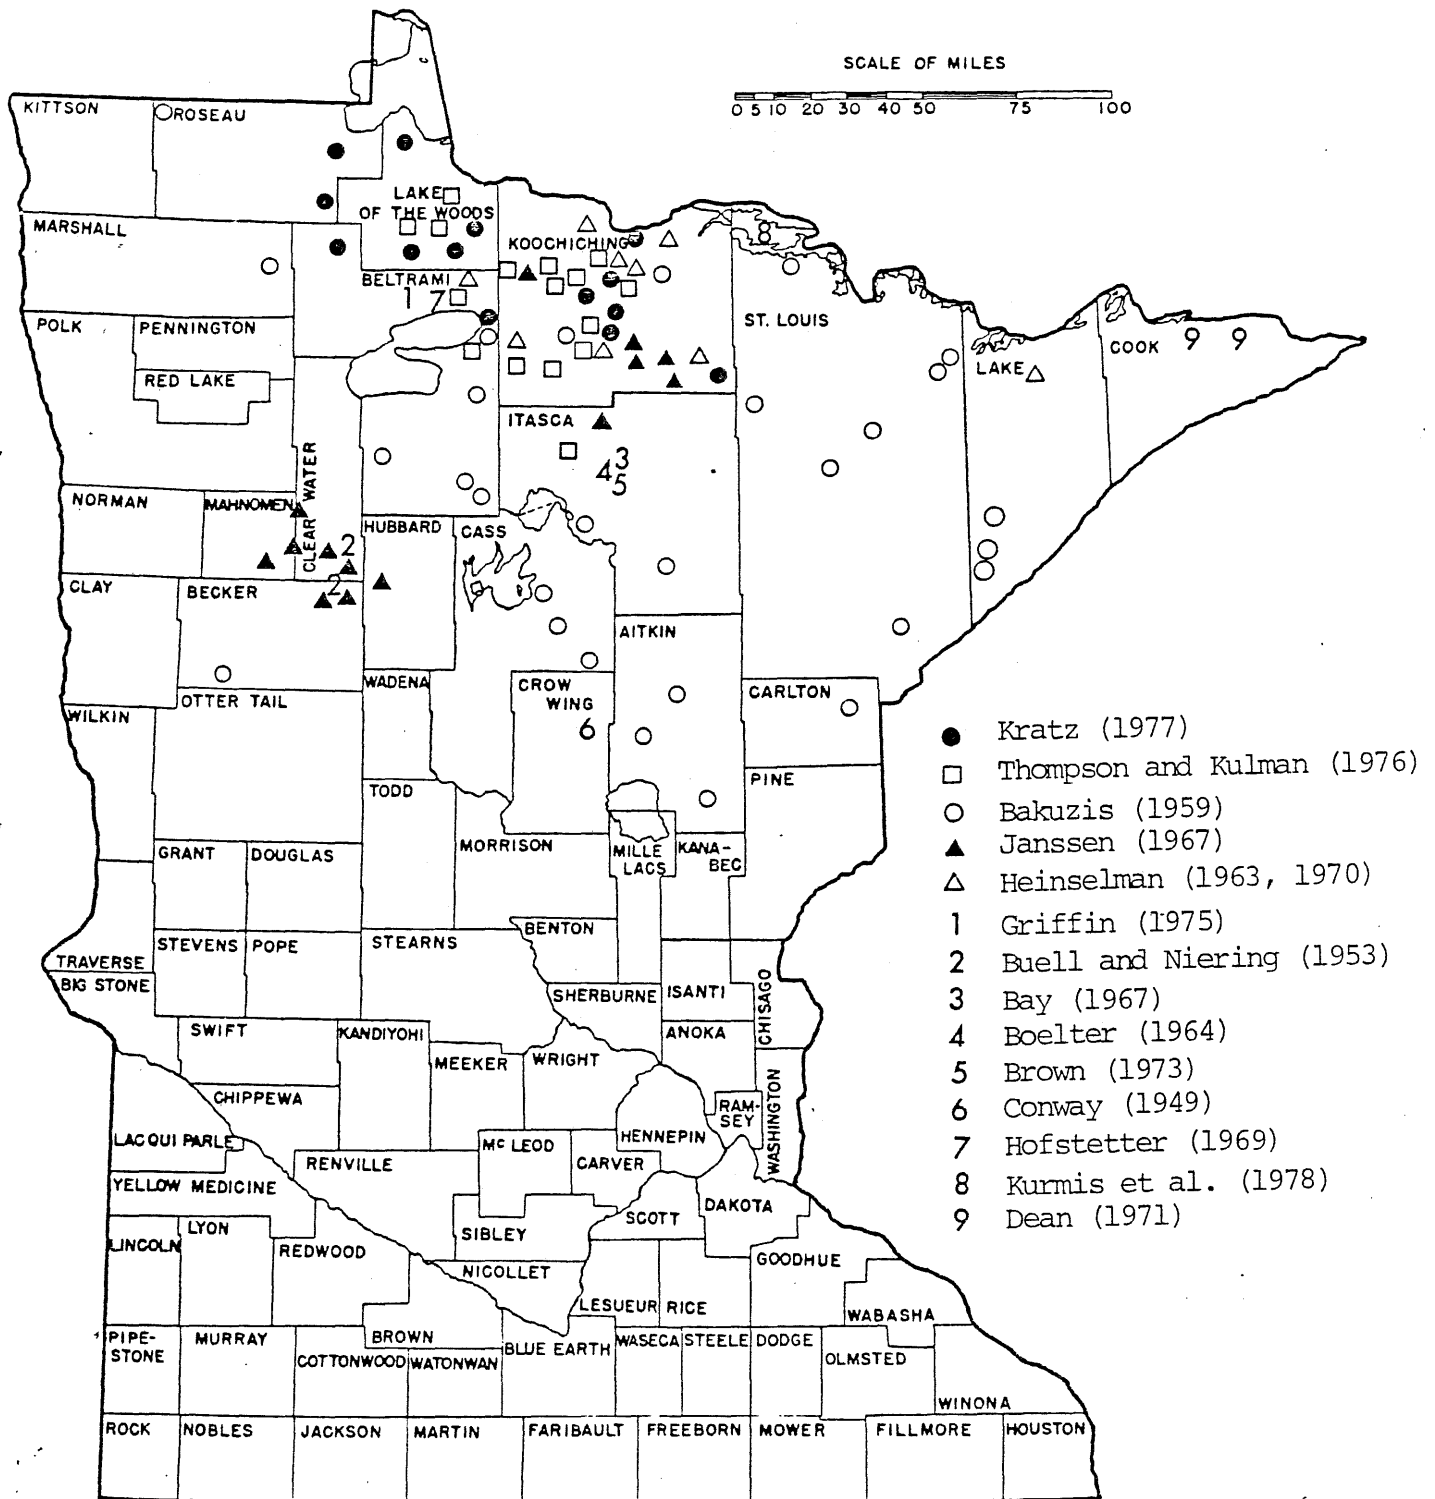 SCALE OF MILES
0 5 10 20 30 40 50 75 100
KITTSON
ROSEAU
LAKE
OF THE WOODS
MARSHALL
KOOCHICHING
8
BELTRAMI
1 7
POLK
PENNINGTON
ST. LOUIS
COOK
9 9
RED LAKE
LAKE
ITASCA
3
4
5
CLEAR WATER
NORMAN
MAHNOMEN
HUBBARD
CASS
2
CLAY
BECKER
2
AITKIN
WADENA
CROW
WING
6
CARLTON
OTTER TAIL
WILKIN
PINE
TODD
MORRISON
MILLE
LACS
KANA-
BEC
GRANT
DOUGLAS
BENTON
STEVENS
POPE
STEARNS
TRAVERSE
BIG STONE
SHERBURNE
ISANTI
CHISAGO
SWIFT
KANDIYOHI
ANOKA
MEEKER
WRIGHT
CHIPPEWA
RAM-
SEY
WASHINGTON
LAC QUI PARLE
HENNEPIN
MC LEOD
RENVILLE
CARVER
YELLOW MEDICINE
DAKOTA
SCOTT
LYON
SIBLEY
LINCOLN
REDWOOD
GOODHUE
NICOLLET
LESUEUR
RICE
WABASHA
PIPE-
STONE
MURRAY
BROWN
BLUE EARTH
WASECA
STEELE
DODGE
COTTONWOOD
WATONWAN
OLMSTED
WINONA
ROCK
NOBLES
JACKSON
MARTIN
FARIBAULT
FREEBORN
MOWER
FILLMORE
HOUSTON
Kratz (1977)
Thompson and Kulman (1976)
Bakuzis (1959)
Janssen (1967)
Heinselman (1963, 1970)
1 Griffin (1975)
2 Buell and Niering (1953)
3 Bay (1967)
4 Boelter (1964)
5 Brown (1973)
6 Conway (1949)
7 Hofstetter (1969)
8 Kurmis et al. (1978)
9 Dean (1971)